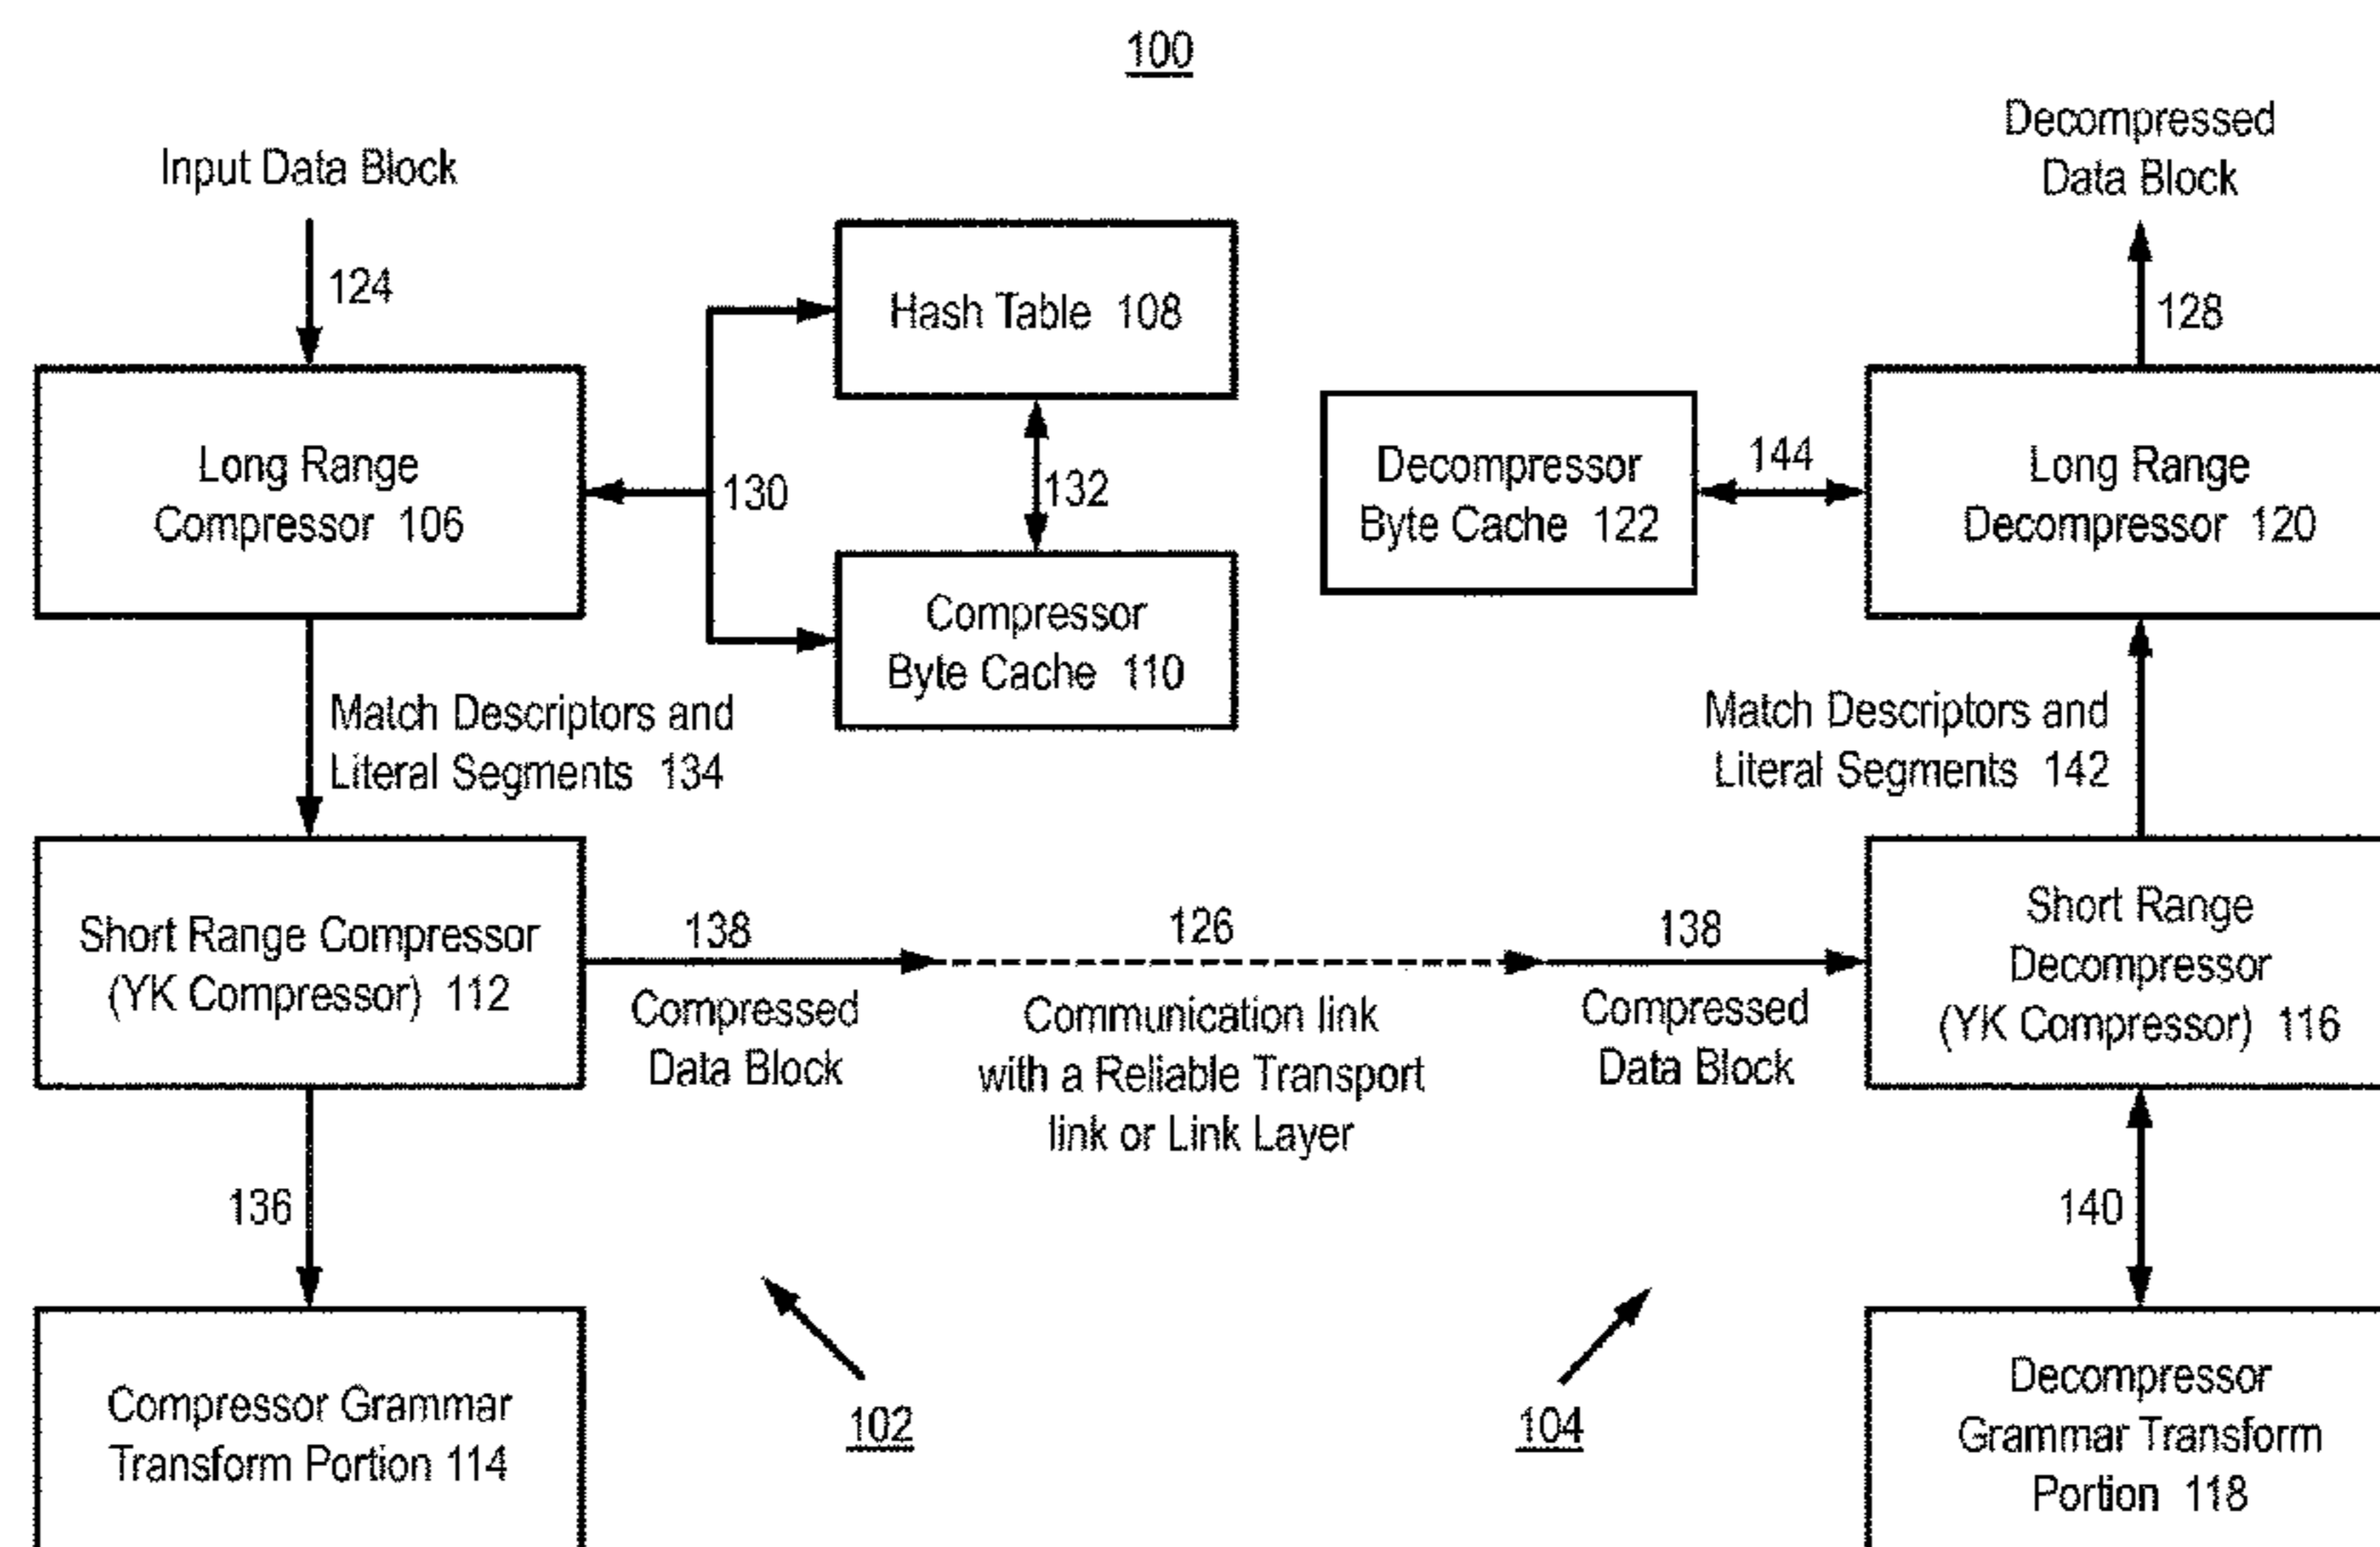 100
Input Data Block
124
Long Range
Compressor 106
Hash Table 108
130
132
Compressor
Byte Cache 110
Match Descriptors and
Literal Segments 134
Short Range Compressor
(YK Compressor) 112
138
Compressed
Data Block
136
Compressor Grammar
Transform Portion 114
126
Communication link
with a Reliable Transport
link or Link Layer
102
104
Decompressed
Data Block
128
Decompressor
Byte Cache 122
144
Long Range
Decompressor 120
Match Descriptors and
Literal Segments 142
138
Compressed
Data Block
Short Range
Decompressor
(YK Compressor) 116
140
Decompressor
Grammar Transform
Portion 118